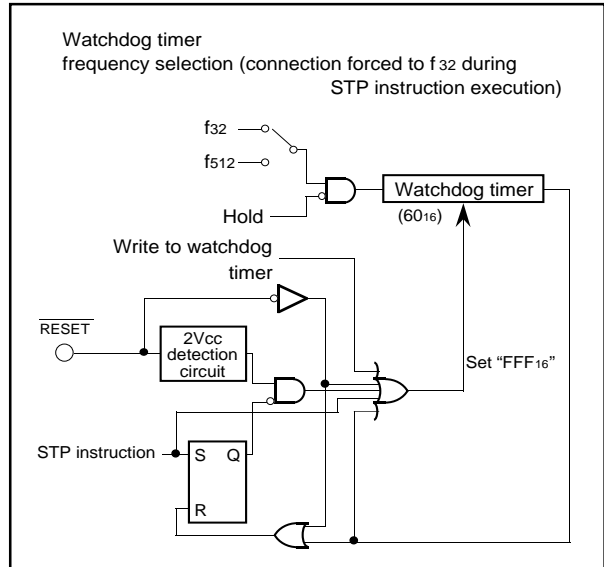 Watchdog timer
frequency selection (connection forced to f32 during
STP instruction execution)
f32
f512
Hold
Watchdog timer
(6016)
Write to watchdog
timer
RESET
2Vcc
detection
circuit
Set “FFF16”
STP instruction
S Q
R